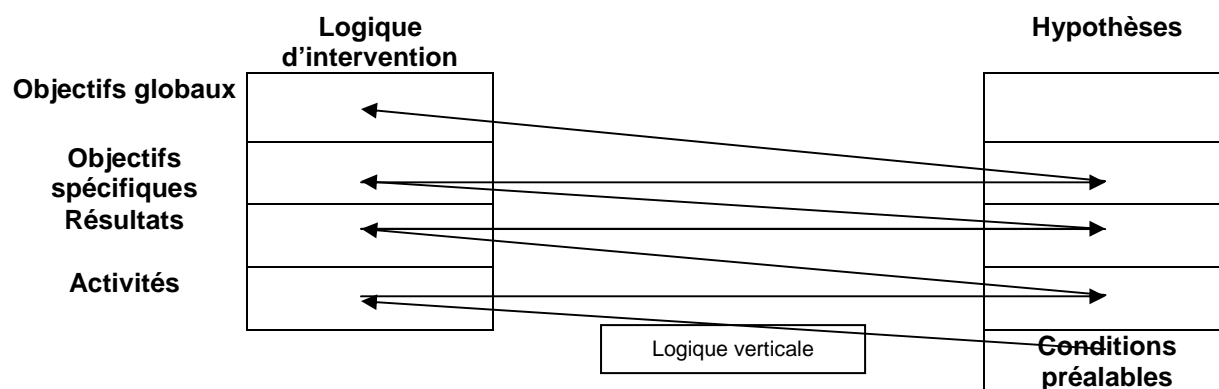 Logique
d’intervention
Hypothèses
Objectifs globaux
Objectifs
spécifiques
Résultats
Activités
Logique verticale
Conditions
préalables